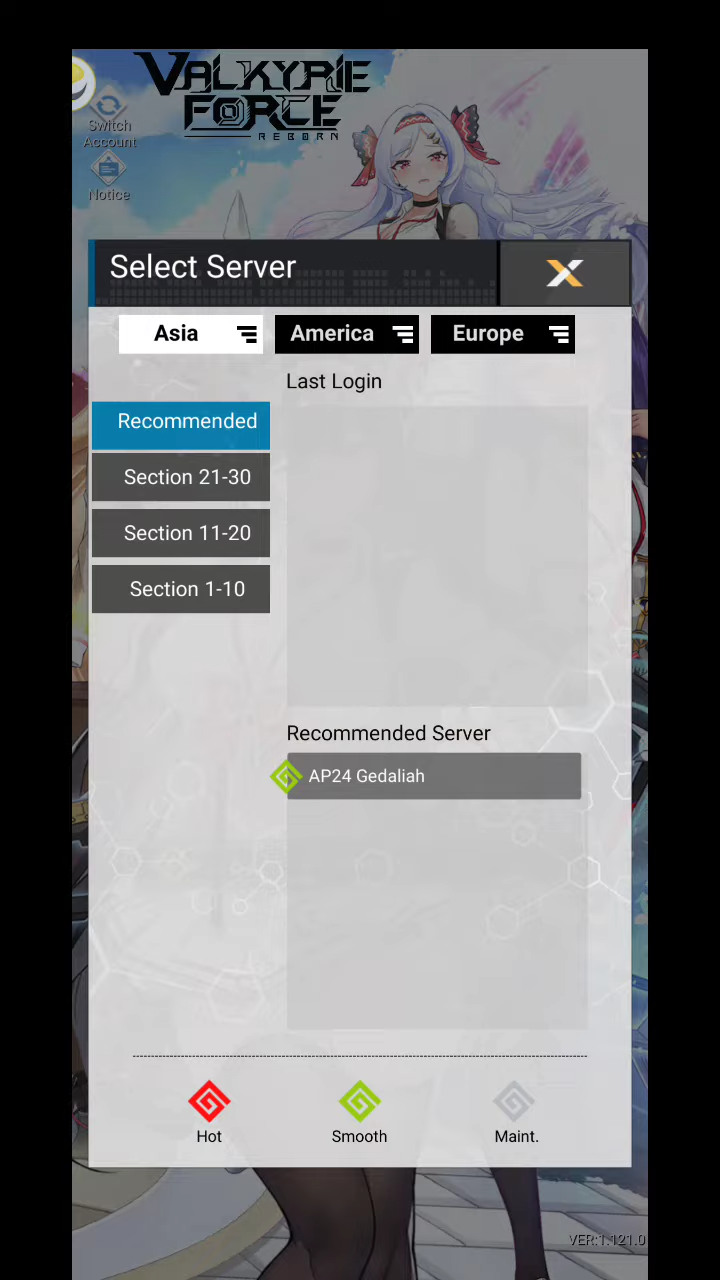 VALKYRIE
FORCE
REBORN
Switch
Account
Notice
Select Server
Asia
America
Europe
Last Login
Recommended
Section 21-30
Section 11-20
Section 1-10
Recommended Server
AP24 Gedaliah
Hot
Smooth
Maint.
VER:1.121.0